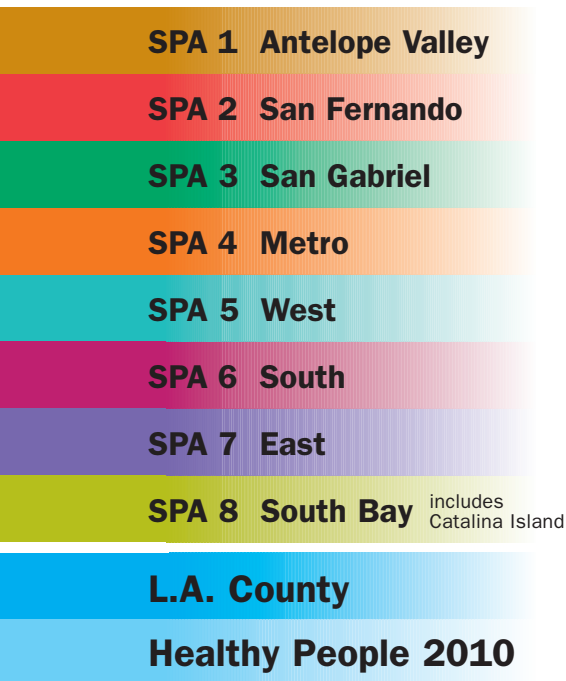 SPA 1 Antelope Valley
SPA 2 San Fernando
SPA 3 San Gabriel
SPA 4 Metro
SPA 5 West
SPA 6 South
SPA 7 East
SPA 8 South Bay includes
Catalina Island
L.A. County
Healthy People 2010